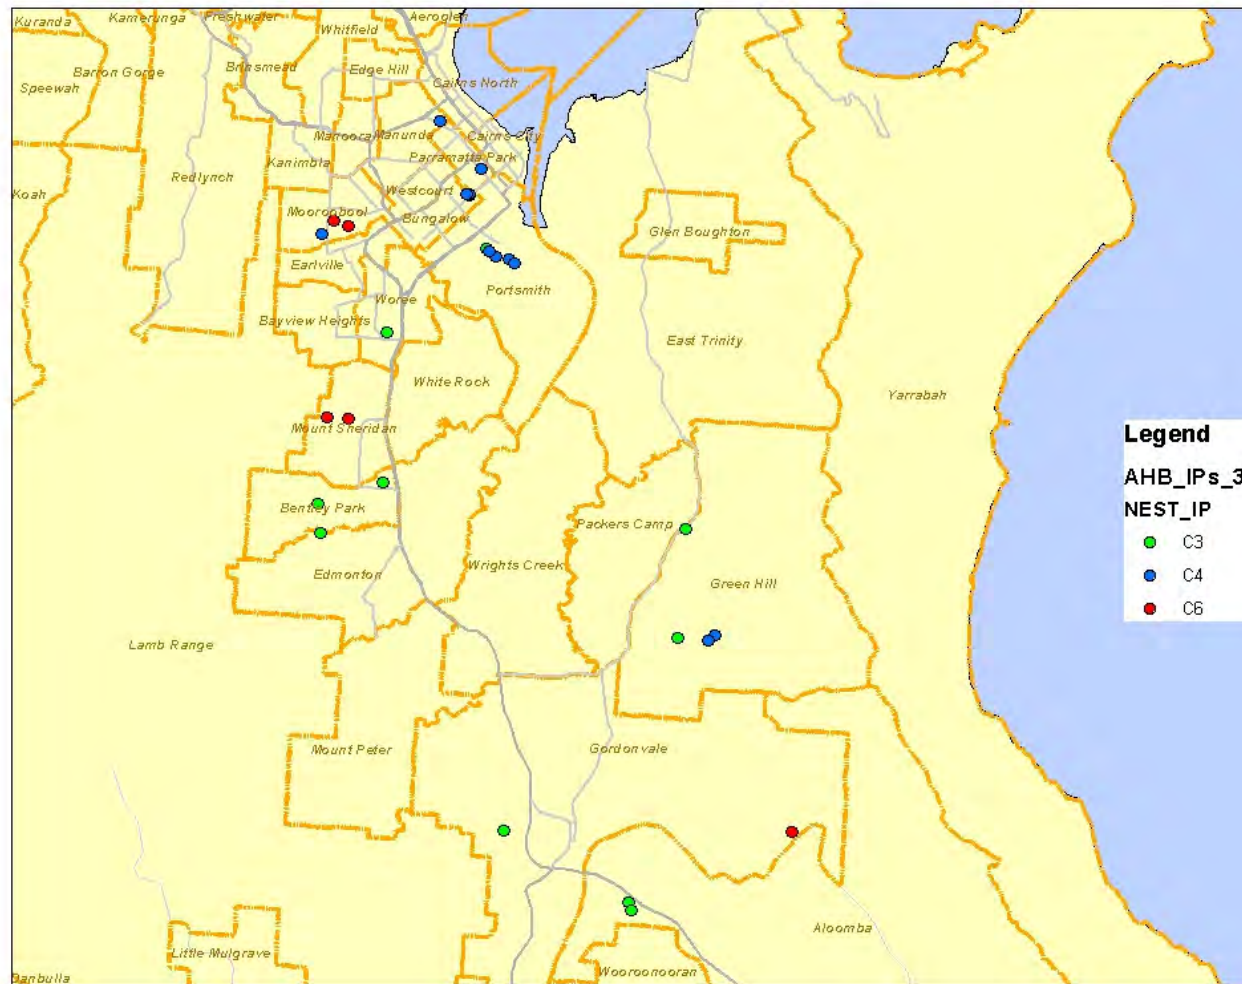 Kuranda
Kamerunga
Freshwater
Aeroglen
Whitfield
Barron Gorge
Brinsmead
Edge Hill
Speewah
Cairns North
Manoora
Manunda
Cairns City
Kanimbla
Parramatta Park
Redlynch
Koah
Westcourt
Mooroobool
Bungalow
Glen Boughton
Earlville
Portsmith
Woree
Bayview Heights
East Trinity
White Rock
Yarrabah
Mount Sheridan
Legend
AHB_IPs_3
NEST_IP
C3
C4
C6
Bentley Park
Packers Camp
Wrights Creek
Edmonton
Green Hill
Lamb Range
Mount Peter
Gordonvale
Aloomba
Little Mulgrave
Wooroonooran
Danbulla